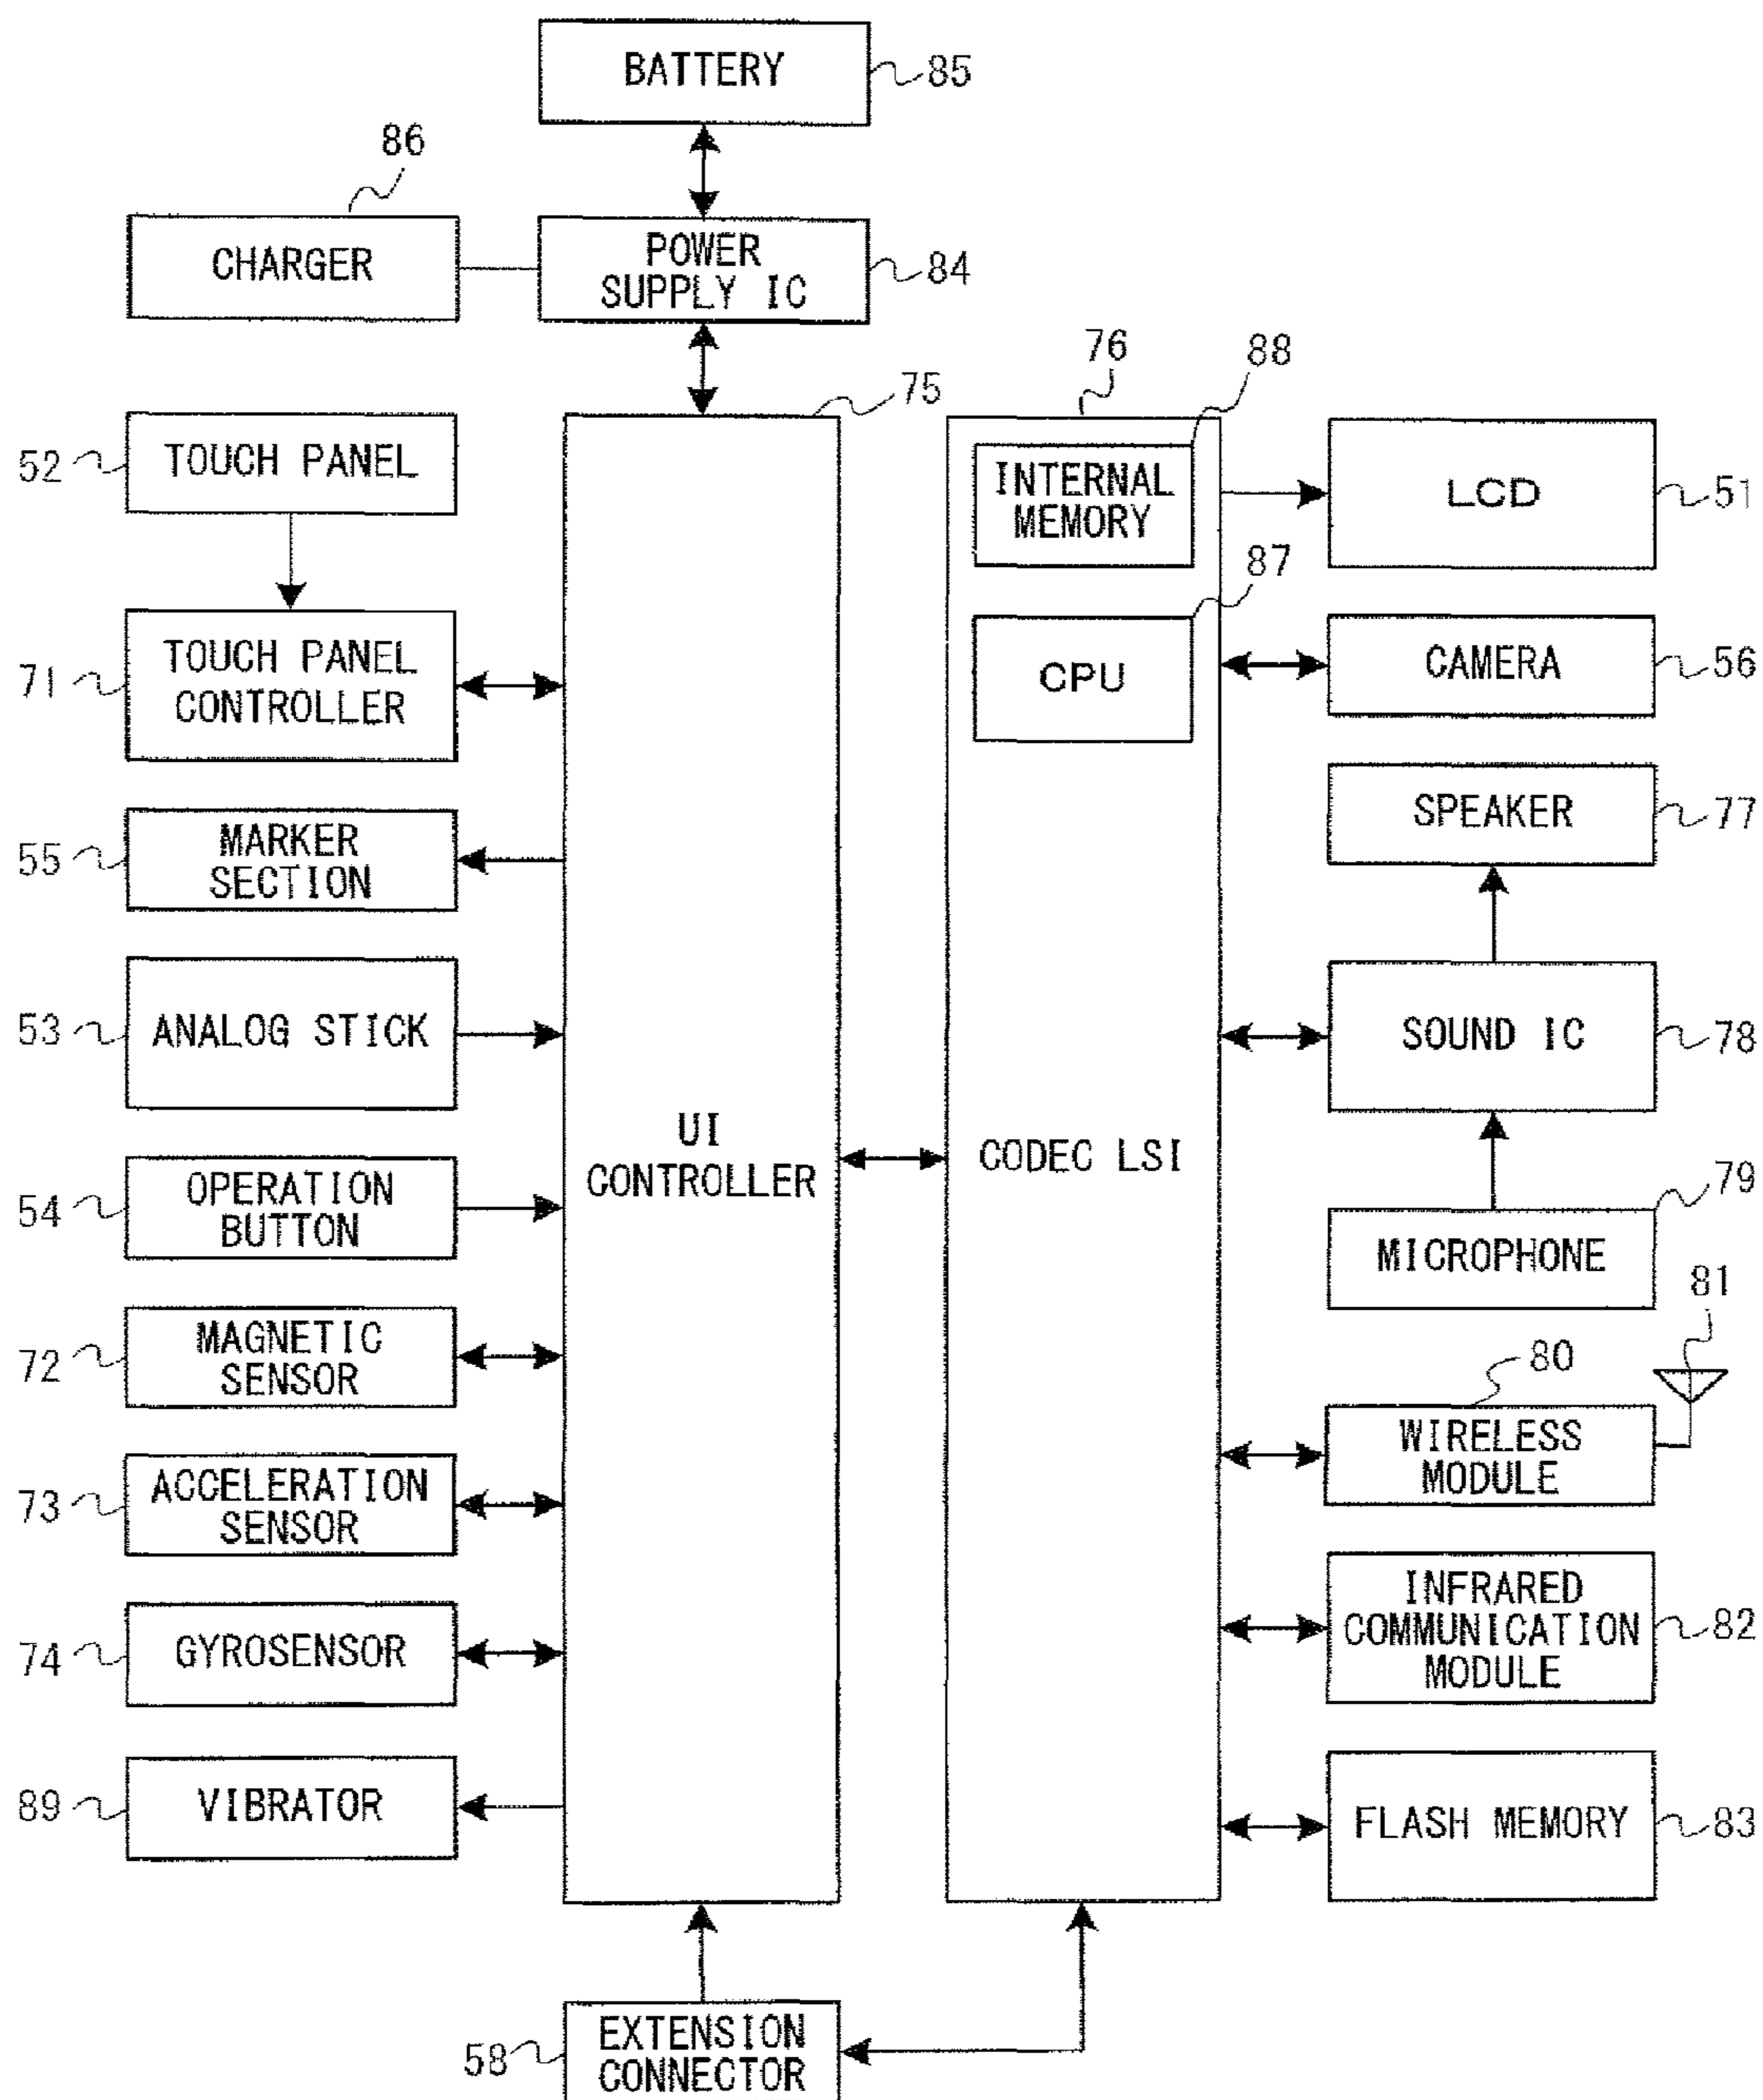 BATTERY
85
86
CHARGER
POWER
SUPPLY IC
84
75
76
88
52
TOUCH PANEL
INTERNAL
MEMORY
LCD
51
87
71
TOUCH PANEL
CONTROLLER
CPU
CAMERA
56
SPEAKER
77
55
MARKER
SECTION
53
ANALOG STICK
SOUND IC
78
UI
CONTROLLER
CODEC LSI
54
OPERATION
BUTTON
79
MICROPHONE
81
72
MAGNETIC
SENSOR
80
WIRELESS
MODULE
73
ACCELERATION
SENSOR
INFRARED
COMMUNICATION
MODULE
82
74
GYROSENSOR
89
VIBRATOR
FLASH MEMORY
83
58
EXTENSION
CONNECTOR